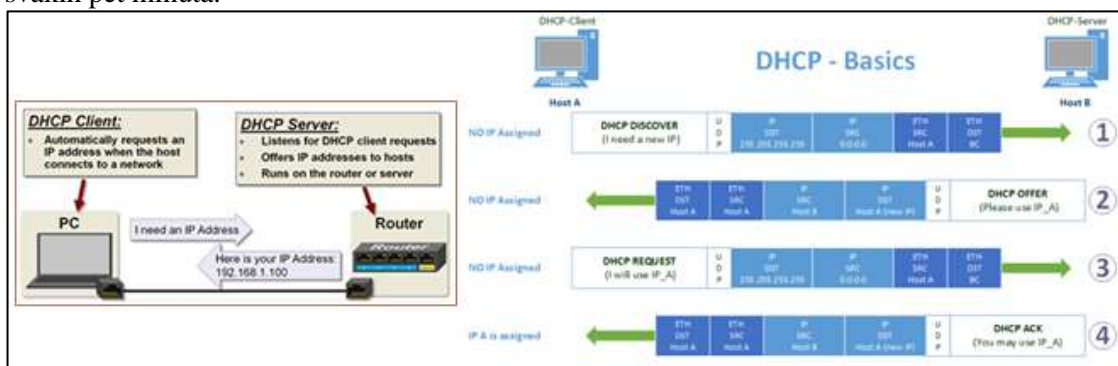 svakih pet minuta.
DHCP Client:
• Automatically requests an
IP address when the host
connects to a network
DHCP Server:
• Listens for DHCP client requests
• Offers IP addresses to hosts
• Runs on the router or server
PC
I need an IP Address
Here is your IP Address:
192.168.1.100
Router
Router
DHCP-Client
DHCP-Server
DHCP - Basics
Host A
Host B
NO IP Assigned
DHCP DISCOVER
(I need a new IP)
U
D
P
IP
DST
255.255.255.255
IP
SRC
0.0.0.0
ETH
SRC
Host A
ETH
DST
BC
1
NO IP Assigned
ETH
DST
Host A
ETH
SRC
Host A
IP
SRC
Host B
IP
DST
Host A (new IP)
U
D
P
DHCP OFFER
(Please use IP_A)
2
NO IP Assigned
DHCP REQUEST
(I will use IP_A)
U
D
P
IP
DST
255.255.255.255
IP
SRC
0.0.0.0
ETH
SRC
Host A
ETH
DST
BC
3
IP A is assigned
ETH
DST
Host A
ETH
SRC
Host A
IP
SRC
Host B
IP
DST
Host A (new IP)
U
D
P
DHCP ACK
(You may use IP_A)
4